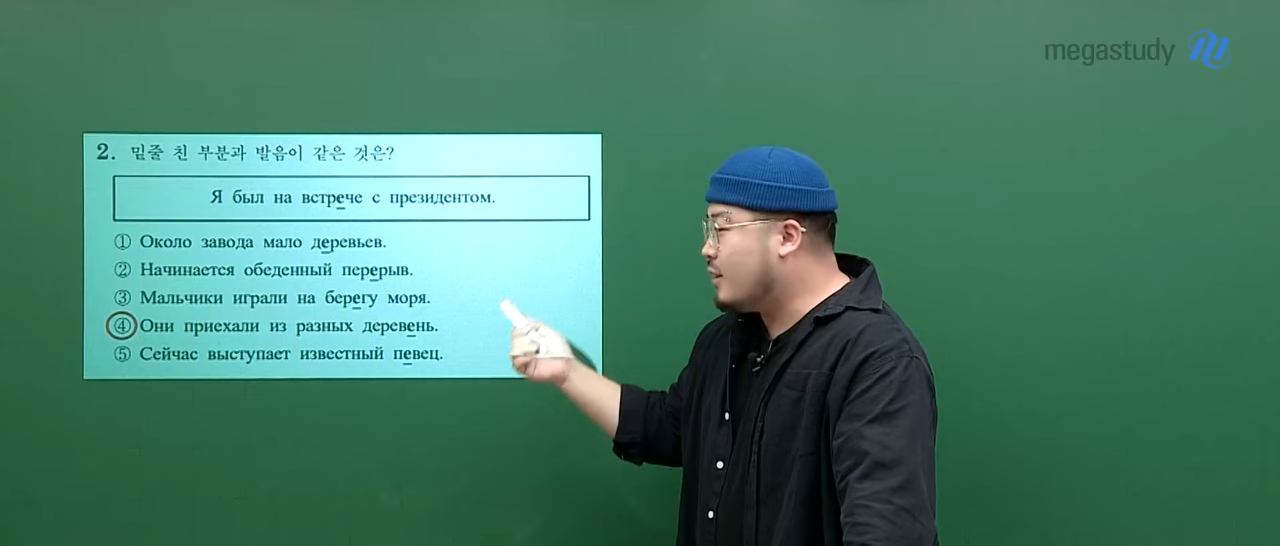 megastudy
2. 밑줄 친 부분과 발음이 같은 것은?
Я был на встрече с президентом.
① Около завода мало деревьев.
② Начинается обеденный перерыв.
③ Мальчики играли на берегу моря.
④ Они приехали из разных деревень.
⑤ Сейчас выступает известный певец.